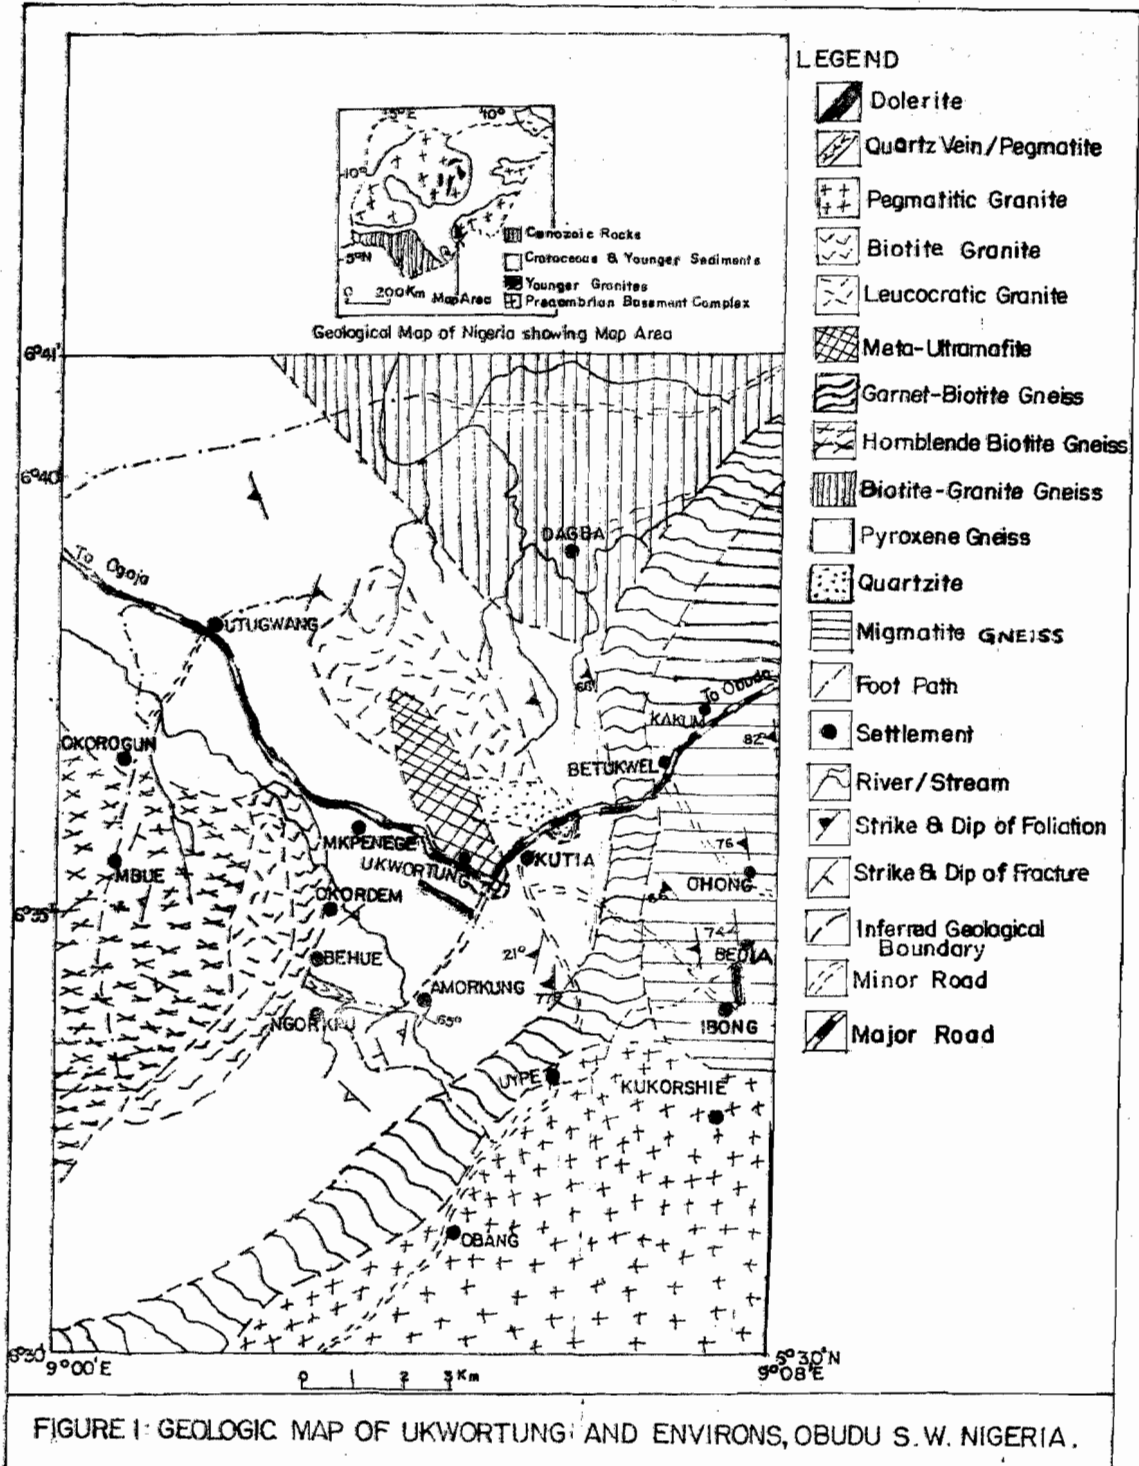 LEGEND
Dolerite
Quartz Vein/Pegmatite
Pegmatitic Granite
Biotite Granite
Leucocratic Granite
Meta-Ultramafite
Garnet-Biotite Gneiss
Hornblende Biotite Gneiss
Biotite-Granite Gneiss
Pyroxene Gneiss
Quartzite
Migmatite GNEISS
Foot Path
Settlement
River/Stream
Strike & Dip of Foliation
Strike & Dip of Fracture
Inferred Geological
Boundary
Minor Road
Major Road
5°E
10°
10°
5°N
0 200Km
Map Area
Cenozoic Rocks
Cretaceous & Younger Sediments
Younger Granites
Precambrian Basement Complex
Geological Map of Nigeria showing Map Area
6°41'
6°40'
DAGBA
To Ogoja
UTUGWANG
66
To Obudu
KAKUM
82°
OKOROGUN
BETUKWEL
MKPENEGE
UKWORTUNG
KUTIA
76
MBUE
OHONG
66
OKORDEM
6°35'
74
BEDIA
BEHUE
21°
AMORKUNG
77°
65°
IBONG
UYPE
KUKORSHIE
OBANG
6°30'
9°00'E
6°30'N
9°08'E
0 1 2 3Km
FIGURE 1: GEOLOGIC MAP OF UKWORTUNG AND ENVIRONS, OBUDU S.W. NIGERIA.